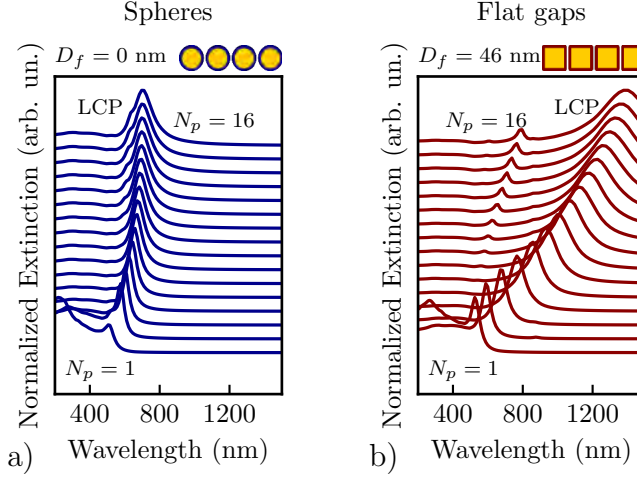 Spheres
D_f = 0 nm
LCP
N_p = 16
N_p = 1
Normalized Extinction (arb. un.)
400 800 1200
Wavelength (nm)
a)
Flat gaps
D_f = 46 nm
LCP
N_p = 16
N_p = 1
Normalized Extinction (arb. un.)
400 800 1200
Wavelength (nm)
b)